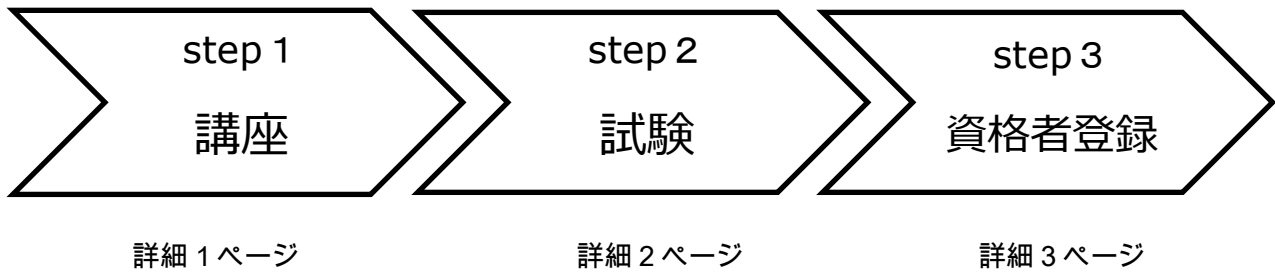 step 1
講座
step 2
試験
step 3
資格者登録
詳細 1 ページ
詳細 2 ページ
詳細 3 ページ